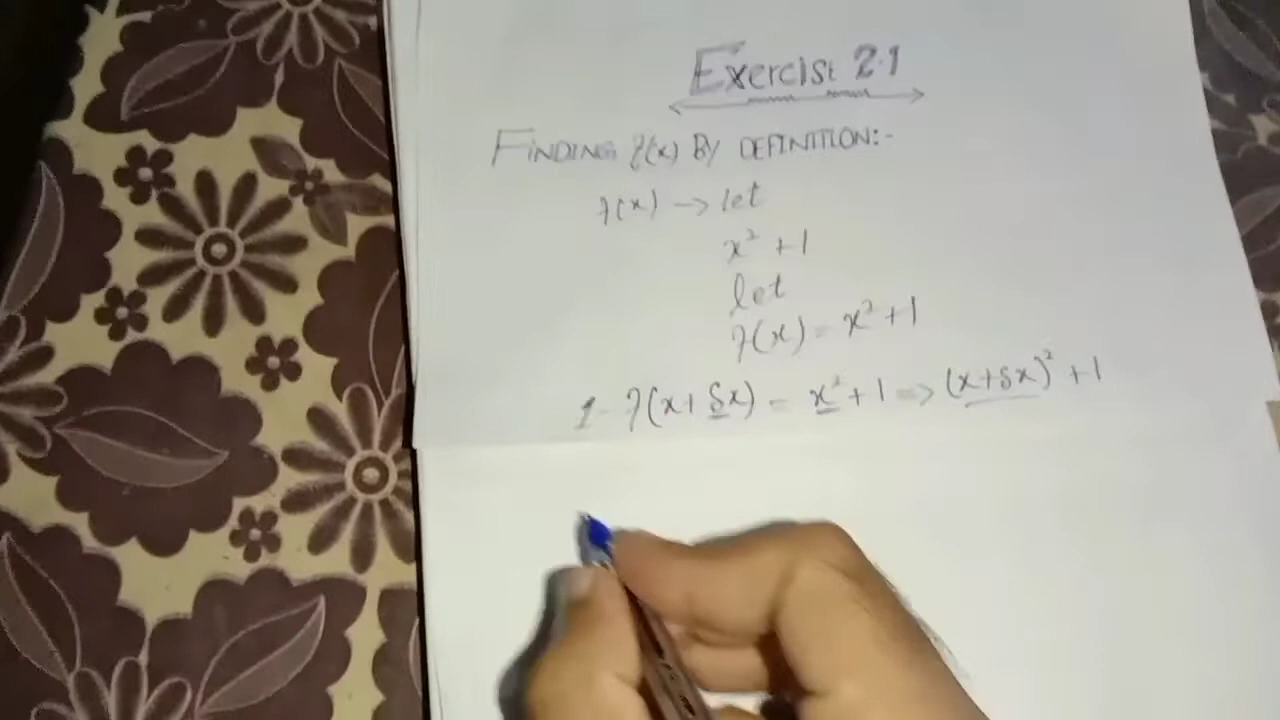 Exercise 2.1
FINDING f(x) BY DEFINITION:-
f(x) → let
x² + 1
let
f(x) = x² + 1
1- f(x + δx) = x² + 1 => (x+δx)² + 1